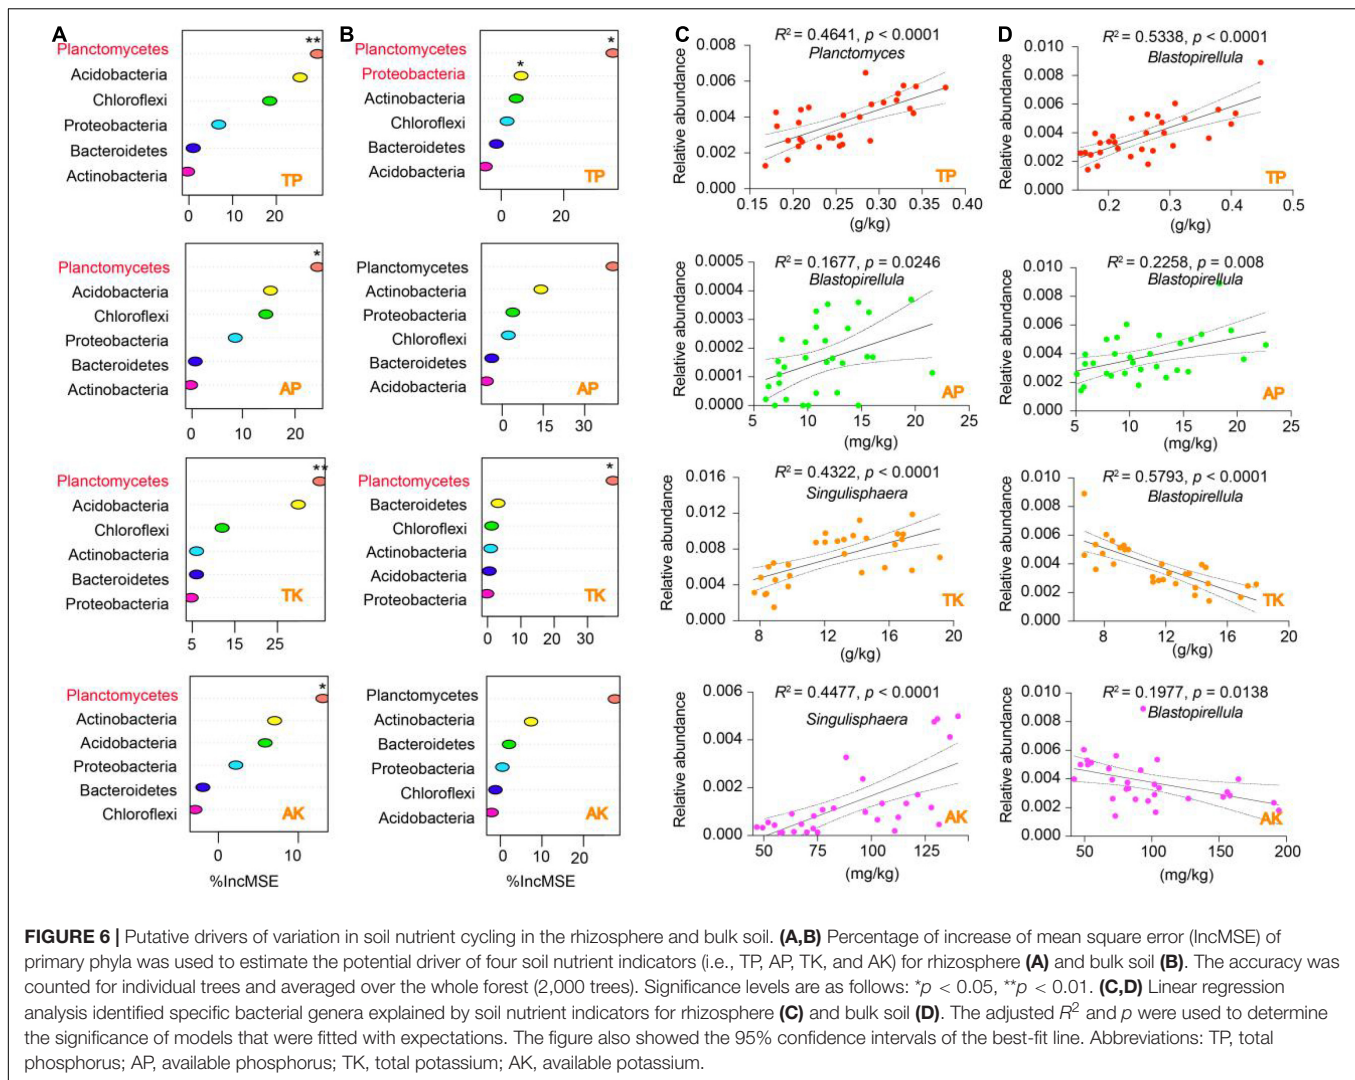 A
Planctomycetes
**
Acidobacteria
Chloroflexi
Proteobacteria
Bacteroidetes
Actinobacteria
TP
0 10 20
Planctomycetes
*
Acidobacteria
Chloroflexi
Proteobacteria
Bacteroidetes
Actinobacteria
AP
0 10 20
Planctomycetes
**
Acidobacteria
Chloroflexi
Actinobacteria
Bacteroidetes
Proteobacteria
TK
5 15 25
Planctomycetes
*
Actinobacteria
Acidobacteria
Proteobacteria
Bacteroidetes
Chloroflexi
AK
0 10
%IncMSE
B
Planctomycetes
*
Proteobacteria
*
Actinobacteria
Chloroflexi
Bacteroidetes
Acidobacteria
TP
0 20
Planctomycetes
Actinobacteria
Proteobacteria
Chloroflexi
Bacteroidetes
Acidobacteria
AP
0 15 30
Planctomycetes
*
Bacteroidetes
Chloroflexi
Actinobacteria
Acidobacteria
Proteobacteria
TK
0 10 20 30
Planctomycetes
Actinobacteria
Bacteroidetes
Proteobacteria
Chloroflexi
Acidobacteria
AK
0 10 20
%IncMSE
C
R² = 0.4641, p < 0.0001
Planctomyces
Relative abundance
0.008
0.006
0.004
0.002
0.000
TP
0.15 0.20 0.25 0.30 0.35 0.40
(g/kg)
R² = 0.1677, p = 0.0246
Blastopirellula
Relative abundance
0.0005
0.0004
0.0003
0.0002
0.0001
0.0000
AP
5 10 15 20 25
(mg/kg)
R² = 0.4322, p < 0.0001
Singulisphaera
Relative abundance
0.016
0.012
0.008
0.004
0.000
TK
8 12 16 20
(g/kg)
R² = 0.4477, p < 0.0001
Singulisphaera
Relative abundance
0.006
0.004
0.002
0.000
AK
50 75 100 125
(mg/kg)
D
R² = 0.5338, p < 0.0001
Blastopirellula
Relative abundance
0.010
0.008
0.006
0.004
0.002
0.000
TP
0.2 0.3 0.4 0.5
(g/kg)
R² = 0.2258, p = 0.008
Blastopirellula
Relative abundance
0.010
0.008
0.006
0.004
0.002
0.000
AP
5 10 15 20 25
(mg/kg)
R² = 0.5793, p < 0.0001
Blastopirellula
Relative abundance
0.010
0.008
0.006
0.004
0.002
0.000
TK
8 12 16 20
(g/kg)
R² = 0.1977, p = 0.0138
Blastopirellula
Relative abundance
0.010
0.008
0.006
0.004
0.002
0.000
AK
50 100 150 200
(mg/kg)
FIGURE 6 | Putative drivers of variation in soil nutrient cycling in the rhizosphere and bulk soil. (A,B) Percentage of increase of mean square error (IncMSE) of
primary phyla was used to estimate the potential driver of four soil nutrient indicators (i.e., TP, AP, TK, and AK) for rhizosphere (A) and bulk soil (B). The accuracy was
counted for individual trees and averaged over the whole forest (2,000 trees). Significance levels are as follows: *p < 0.05, **p < 0.01. (C,D) Linear regression
analysis identified specific bacterial genera explained by soil nutrient indicators for rhizosphere (C) and bulk soil (D). The adjusted R² and p were used to determine
the significance of models that were fitted with expectations. The figure also showed the 95% confidence intervals of the best-fit line. Abbreviations: TP, total
phosphorus; AP, available phosphorus; TK, total potassium; AK, available potassium.